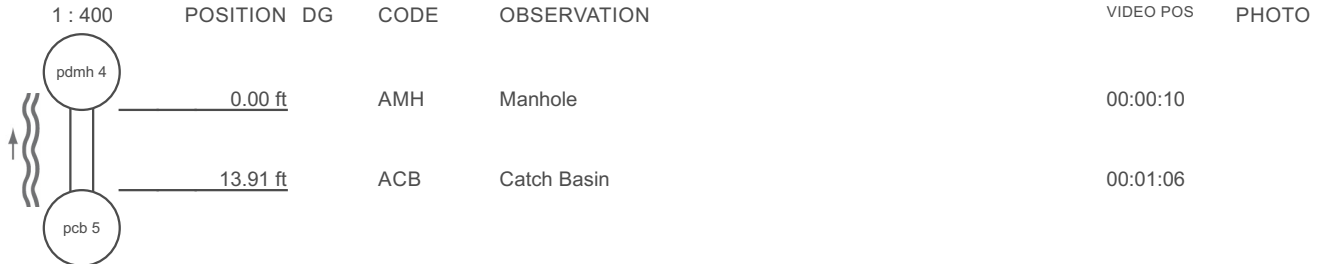 1 : 400 POSITION DG CODE OBSERVATION VIDEO POS PHOTO
pdmh 4
0.00 ft AMH Manhole 00:00:10
13.91 ft ACB Catch Basin 00:01:06
pcb 5